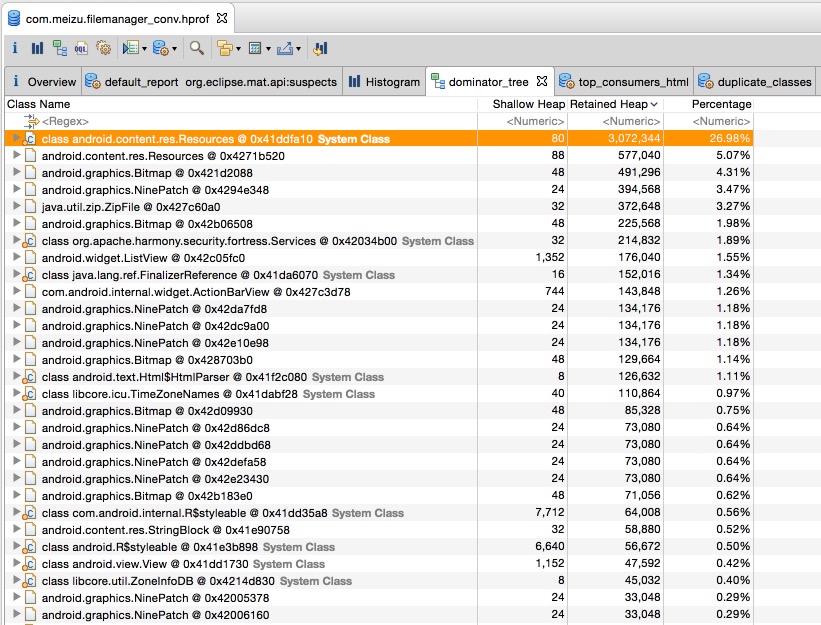 com.meizu.filemanager_conv.hprof
i OQL
i Overview default_report org.eclipse.mat.api:suspects Histogram dominator_tree top_consumers_html duplicate_classes
Class Name Shallow Heap Retained Heap Percentage
<Regex> <Numeric> <Numeric> <Numeric>
class android.content.res.Resources @ 0x41ddfa10 System Class 80 3,072,344 26.98%
android.content.res.Resources @ 0x4271b520 88 577,040 5.07%
android.graphics.Bitmap @ 0x421d2088 48 491,296 4.31%
android.graphics.NinePatch @ 0x4294e348 24 394,568 3.47%
java.util.zip.ZipFile @ 0x427c60a0 32 372,648 3.27%
android.graphics.Bitmap @ 0x42b06508 48 225,568 1.98%
class org.apache.harmony.security.fortress.Services @ 0x42034b00 System Class 32 214,832 1.89%
android.widget.ListView @ 0x42c05fc0 1,352 176,040 1.55%
class java.lang.ref.FinalizerReference @ 0x41da6070 System Class 16 152,016 1.34%
com.android.internal.widget.ActionBarView @ 0x427c3d78 744 143,848 1.26%
android.graphics.NinePatch @ 0x42da7fd8 24 134,176 1.18%
android.graphics.NinePatch @ 0x42dc9a00 24 134,176 1.18%
android.graphics.NinePatch @ 0x42e10e98 24 134,176 1.18%
android.graphics.Bitmap @ 0x428703b0 48 129,664 1.14%
class android.text.Html$HtmlParser @ 0x41f2c080 System Class 8 126,632 1.11%
class libcore.icu.TimeZoneNames @ 0x41dabf28 System Class 40 110,864 0.97%
android.graphics.Bitmap @ 0x42d09930 48 85,328 0.75%
android.graphics.NinePatch @ 0x42d86dc8 24 73,080 0.64%
android.graphics.NinePatch @ 0x42ddbd68 24 73,080 0.64%
android.graphics.NinePatch @ 0x42defa58 24 73,080 0.64%
android.graphics.NinePatch @ 0x42e23430 24 73,080 0.64%
android.graphics.Bitmap @ 0x42b183e0 48 71,056 0.62%
class com.android.internal.R$styleable @ 0x41dd35a8 System Class 7,712 64,008 0.56%
android.content.res.StringBlock @ 0x41e90758 32 58,880 0.52%
class android.R$styleable @ 0x41e3b898 System Class 6,640 56,672 0.50%
class android.view.View @ 0x41dd1730 System Class 1,152 47,592 0.42%
class libcore.util.ZoneInfoDB @ 0x4214d830 System Class 8 45,032 0.40%
android.graphics.NinePatch @ 0x42005378 24 33,048 0.29%
android.graphics.NinePatch @ 0x42006160 24 33,048 0.29%